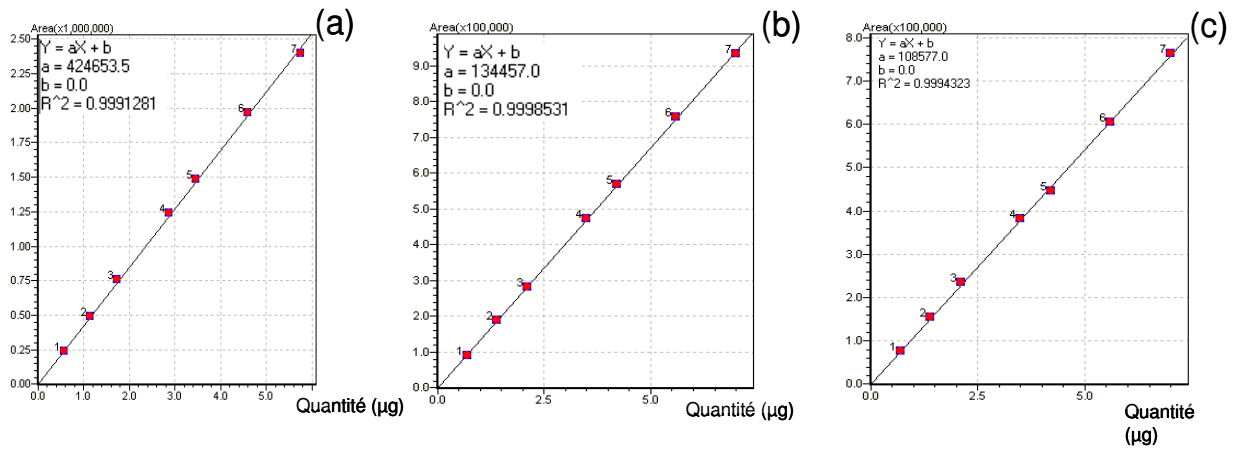 (a)
Area(x1,000,000)
Y = aX + b
a = 424653.5
b = 0.0
R^2 = 0.9991281
2.50
2.25
2.00
1.75
1.50
1.25
1.00
0.75
0.50
0.25
0.00
1
2
3
4
5
6
7
0.0 1.0 2.0 3.0 4.0 5.0
Quantité (µg)
(b)
Area(x100,000)
Y = aX + b
a = 134457.0
b = 0.0
R^2 = 0.9998531
9.0
8.0
7.0
6.0
5.0
4.0
3.0
2.0
1.0
0.0
1
2
3
4
5
6
7
2.5 5.0
Quantité (µg)
(c)
Area(x100,000)
Y = aX + b
a = 108577.0
b = 0.0
R^2 = 0.9994323
8.0
7.0
6.0
5.0
4.0
3.0
2.0
1.0
0.0
1
2
3
4
5
6
7
0.0 2.5 5.0
Quantité
(µg)